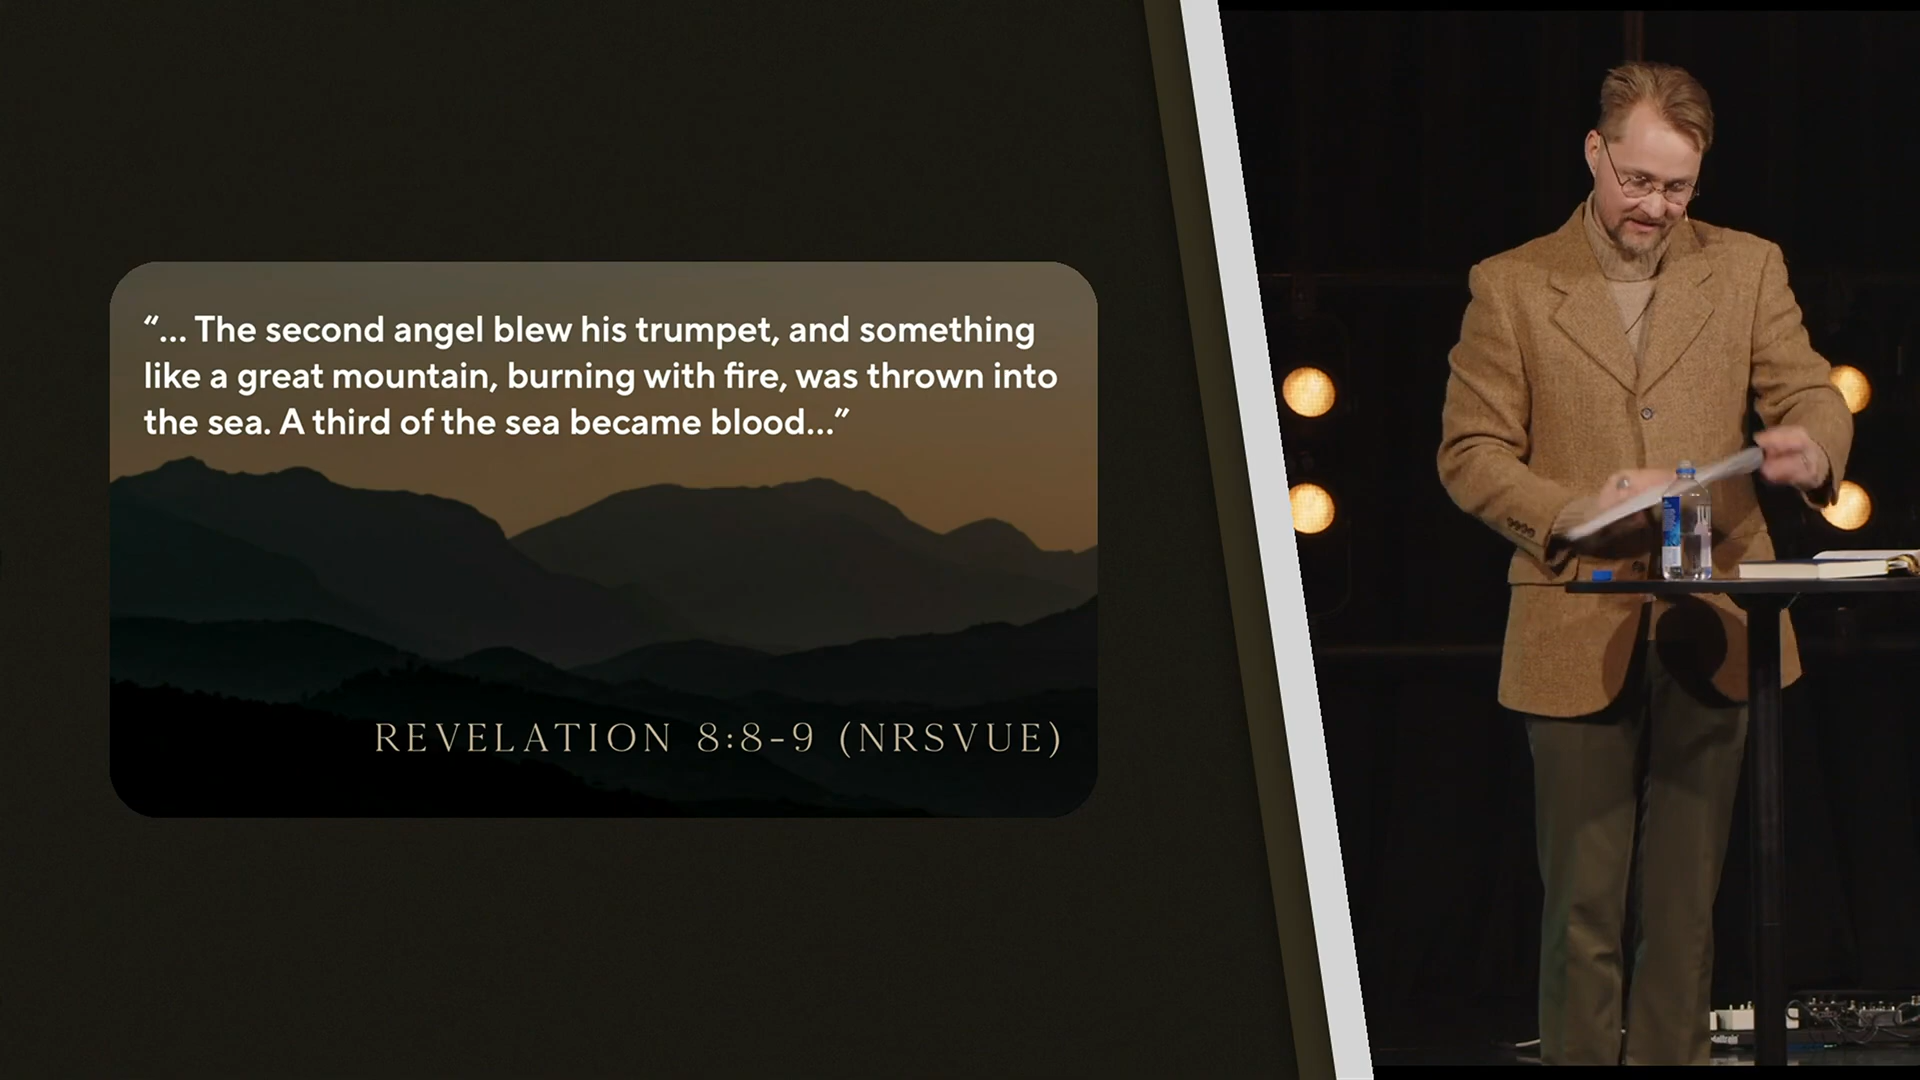 “... The second angel blew his trumpet, and something
like a great mountain, burning with fire, was thrown into
the sea. A third of the sea became blood...”
REVELATION 8:8-9 (NRSVUE)